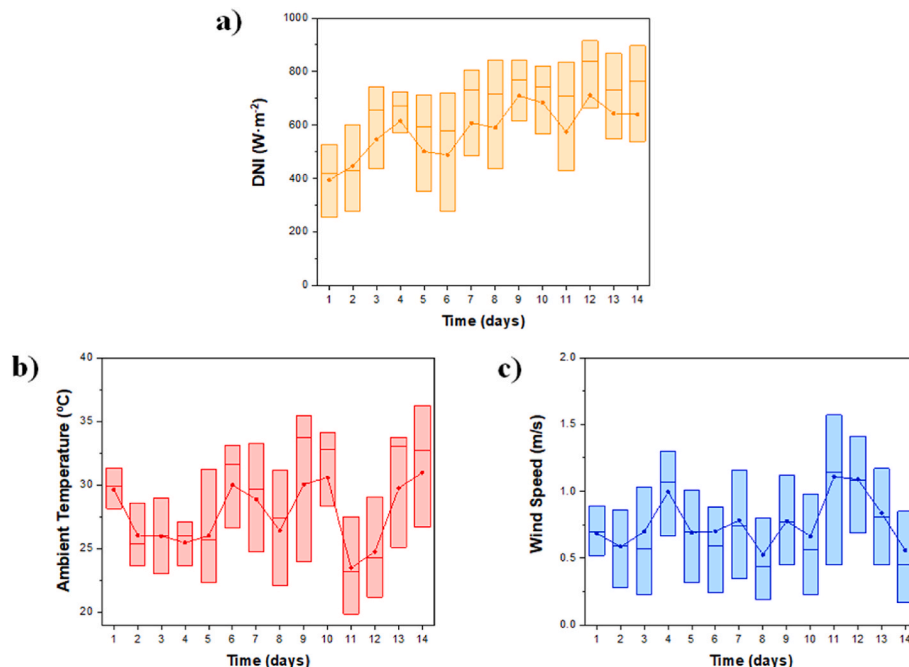 a)
1000
800
600
400
200
0
DNI (W·m⁻²)
1 2 3 4 5 6 7 8 9 10 11 12 13 14
Time (days)
b)
40
35
30
25
20
Ambient Temperature (ºC)
1 2 3 4 5 6 7 8 9 10 11 12 13 14
Time (days)
c)
2.0
1.5
1.0
0.5
0.0
Wind Speed (m/s)
1 2 3 4 5 6 7 8 9 10 11 12 13 14
Time (days)